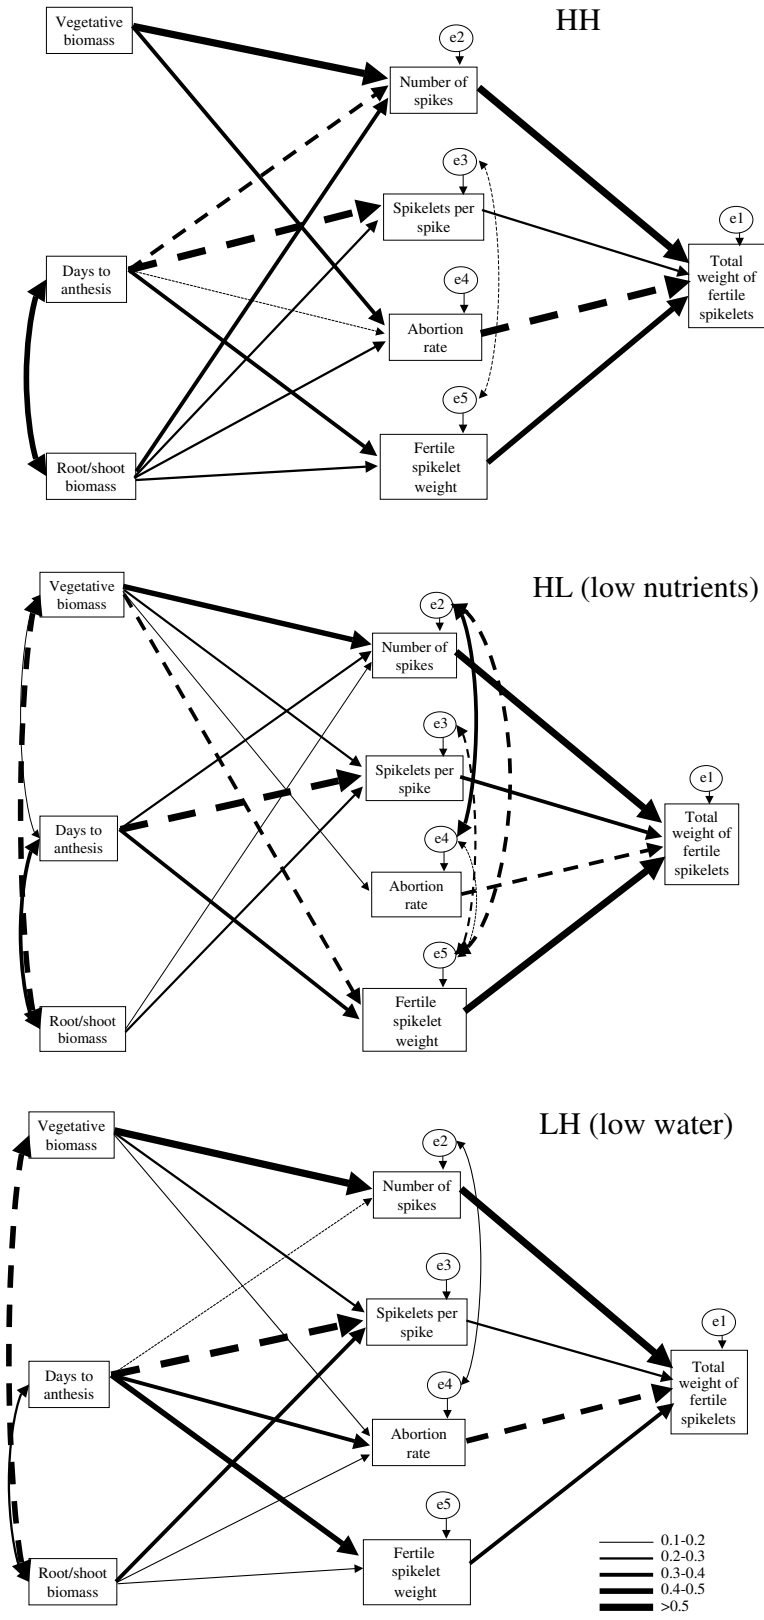 HH
Vegetative
biomass
e2
Number of
spikes
e3
Spikelets per
spike
e1
Total
weight of
fertile
spikelets
Days to
anthesis
e4
Abortion
rate
e5
Fertile
spikelet
weight
Root/shoot
biomass
HL (low nutrients)
Vegetative
biomass
e2
Number of
spikes
e3
Spikelets per
spike
e1
Total
weight of
fertile
spikelets
Days to
anthesis
e4
Abortion
rate
e5
Fertile
spikelet
weight
Root/shoot
biomass
LH (low water)
Vegetative
biomass
e2
Number of
spikes
e3
Spikelets per
spike
e1
Total
weight of
fertile
spikelets
Days to
anthesis
e4
Abortion
rate
e5
Fertile
spikelet
weight
Root/shoot
biomass
0.1-0.2
0.2-0.3
0.3-0.4
0.4-0.5
>0.5